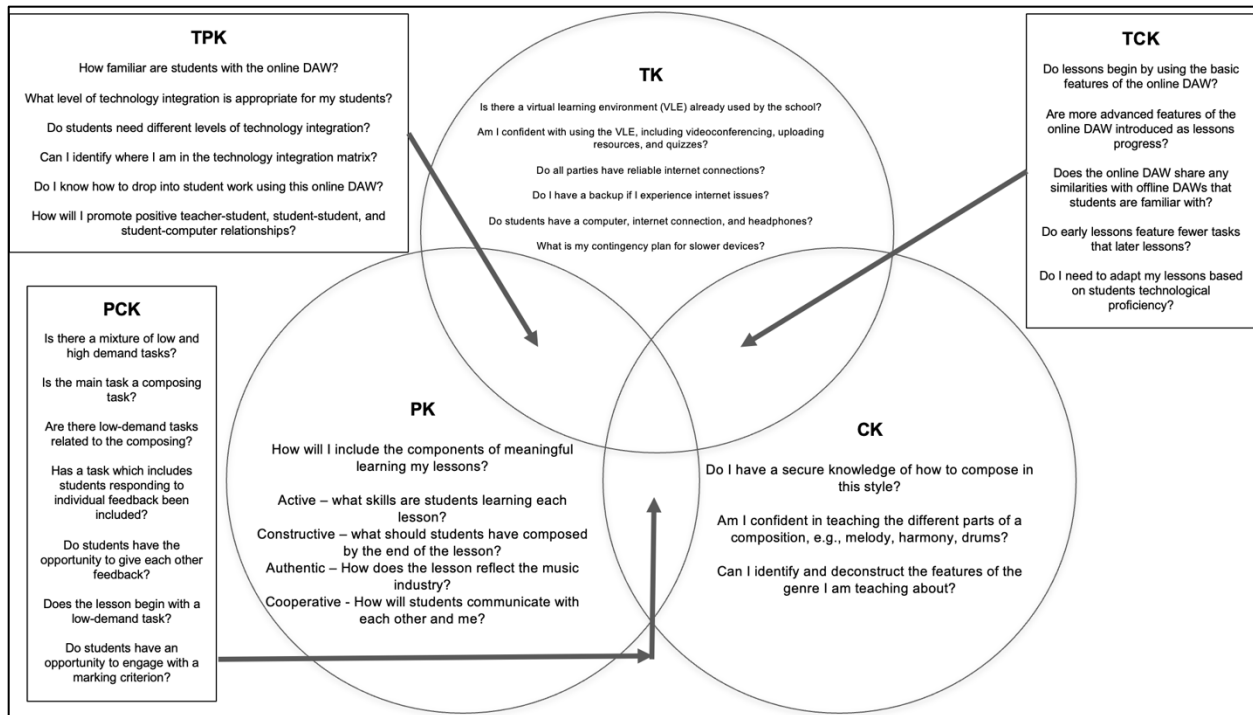 TPK
How familiar are students with the online DAW?
What level of technology integration is appropriate for my students?
Do students need different levels of technology integration?
Can I identify where I am in the technology integration matrix?
Do I know how to drop into student work using this online DAW?
How will I promote positive teacher-student, student-student, and
student-computer relationships?
TK
Is there a virtual learning environment (VLE) already used by the school?
Am I confident with using the VLE, including videoconferencing, uploading
resources, and quizzes?
Do all parties have reliable internet connections?
Do I have a backup if I experience internet issues?
Do students have a computer, internet connection, and headphones?
What is my contingency plan for slower devices?
TCK
Do lessons begin by using the basic
features of the online DAW?
Are more advanced features of the
online DAW introduced as lessons
progress?
Does the online DAW share any
similarities with offline DAWs that
students are familiar with?
Do early lessons feature fewer tasks
that later lessons?
Do I need to adapt my lessons based
on students technological
proficiency?
PCK
Is there a mixture of low and
high demand tasks?
Is the main task a composing
task?
Are there low-demand tasks
related to the composing?
Has a task which includes
students responding to
individual feedback been
included?
Do students have the
opportunity to give each other
feedback?
Does the lesson begin with a
low-demand task?
Do students have an
opportunity to engage with a
marking criterion?
PK
How will I include the components of meaningful
learning my lessons?
Active – what skills are students learning each
lesson?
Constructive – what should students have composed
by the end of the lesson?
Authentic – How does the lesson reflect the music
industry?
Cooperative - How will students communicate with
each other and me?
CK
Do I have a secure knowledge of how to compose in
this style?
Am I confident in teaching the different parts of a
composition, e.g., melody, harmony, drums?
Can I identify and deconstruct the features of the
genre I am teaching about?